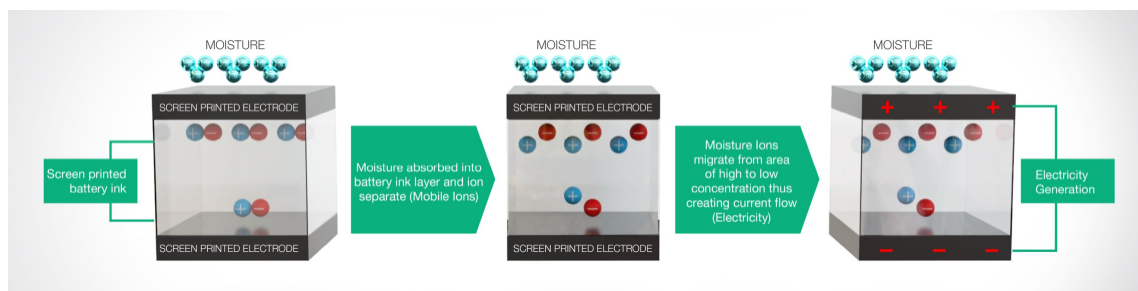 MOISTURE
SCREEN PRINTED ELECTRODE
Screen printed
battery ink
SCREEN PRINTED ELECTRODE
Moisture absorbed into
battery ink layer and ion
separate (Mobile Ions)
MOISTURE
SCREEN PRINTED ELECTRODE
SCREEN PRINTED ELECTRODE
Moisture Ions
migrate from area
of high to low
concentration thus
creating current flow
(Electricity)
MOISTURE
Electricity
Generation